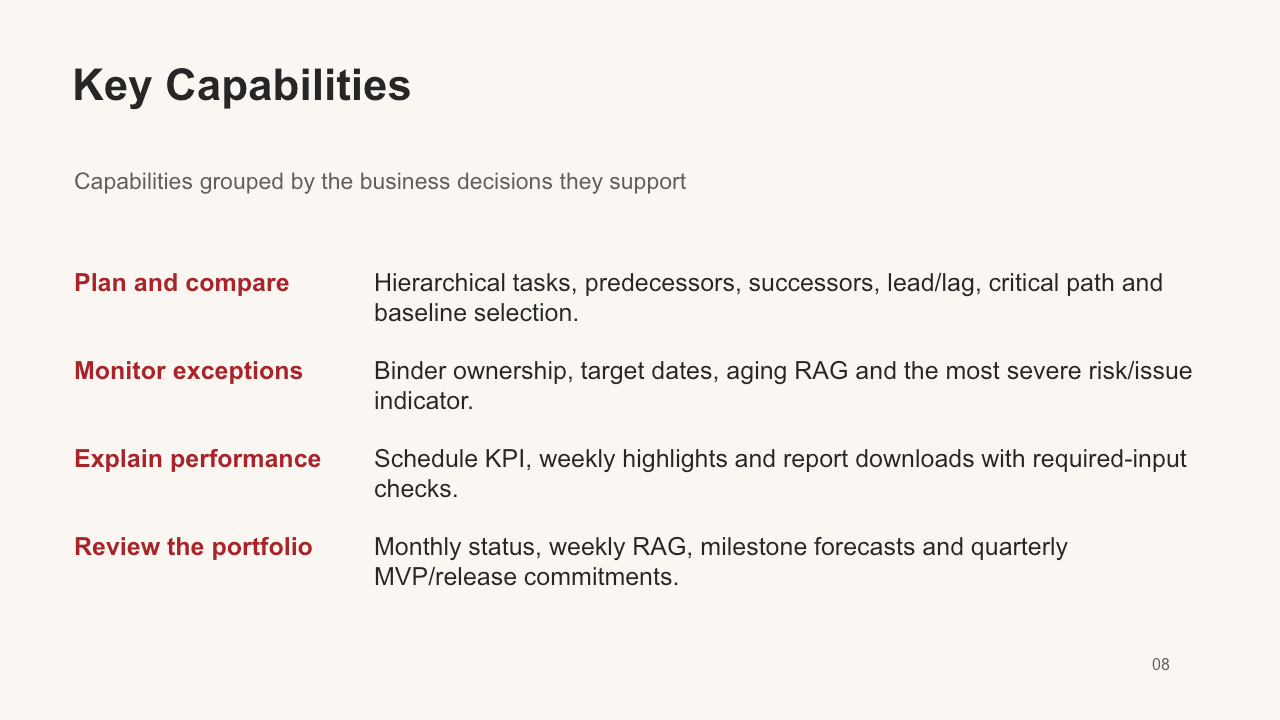 Key Capabilities
Capabilities grouped by the business decisions they support
Plan and compare
Hierarchical tasks, predecessors, successors, lead/lag, critical path and
baseline selection.
Monitor exceptions
Binder ownership, target dates, aging RAG and the most severe risk/issue
indicator.
Explain performance
Schedule KPI, weekly highlights and report downloads with required-input
checks.
Review the portfolio
Monthly status, weekly RAG, milestone forecasts and quarterly
MVP/release commitments.
08